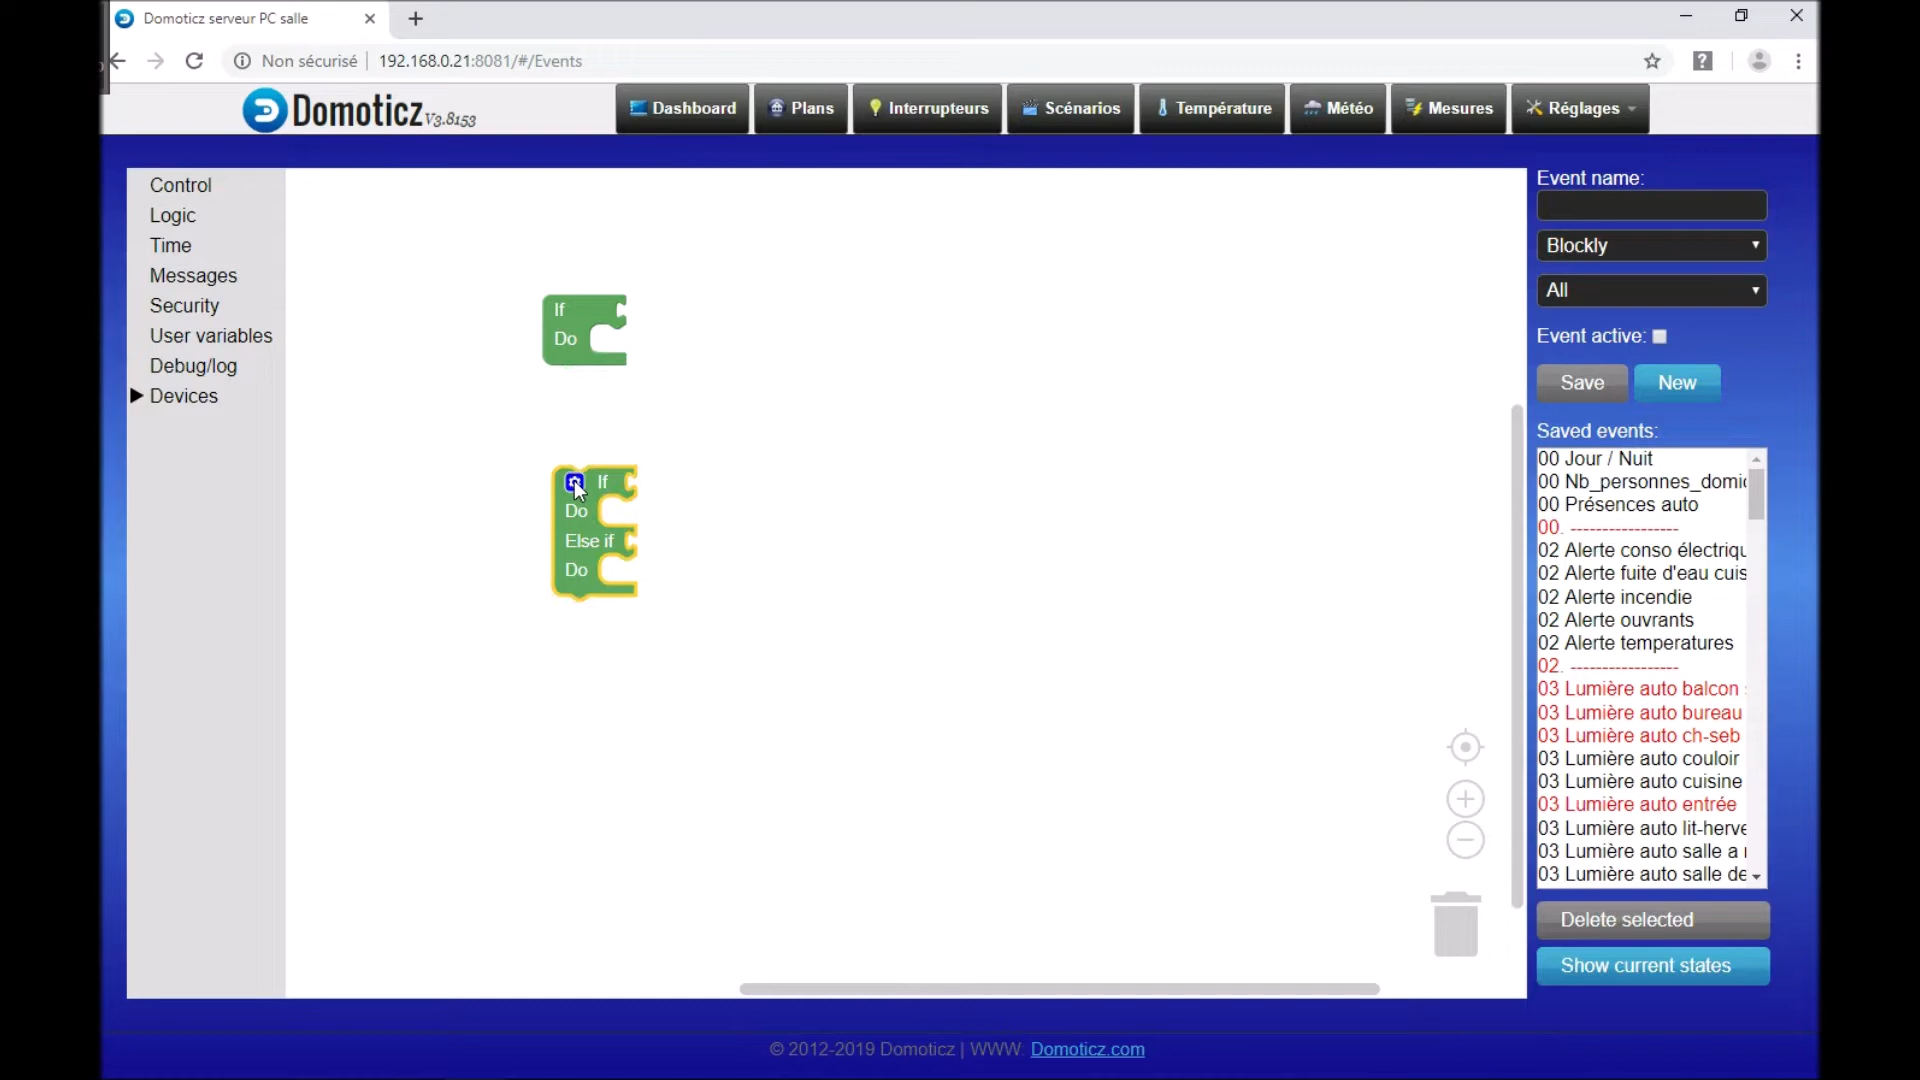 Domoticz serveur PC salle
Non sécurisé
192.168.0.21:8081/#/Events
Domoticz V3.8153
Dashboard
Plans
Interrupteurs
Scénarios
Température
Météo
Mesures
Réglages
Control
Logic
Time
Messages
Security
User variables
Debug/log
Devices
If
Do
If
Do
Else if
Do
Event name:
Blockly
All
Event active:
Save
New
Saved events:
00 Jour / Nuit
00 Nb_personnes_domic
00 Présences auto
00. -----------------
02 Alerte conso électriqu
02 Alerte fuite d'eau cuis
02 Alerte incendie
02 Alerte ouvrants
02 Alerte temperatures
02. -----------------
03 Lumière auto balcon
03 Lumière auto bureau
03 Lumière auto ch-seb
03 Lumière auto couloir
03 Lumière auto cuisine
03 Lumière auto entrée
03 Lumière auto lit-herve
03 Lumière auto salle a
03 Lumière auto salle de
Delete selected
Show current states
© 2012-2019 Domoticz | WWW. Domoticz.com